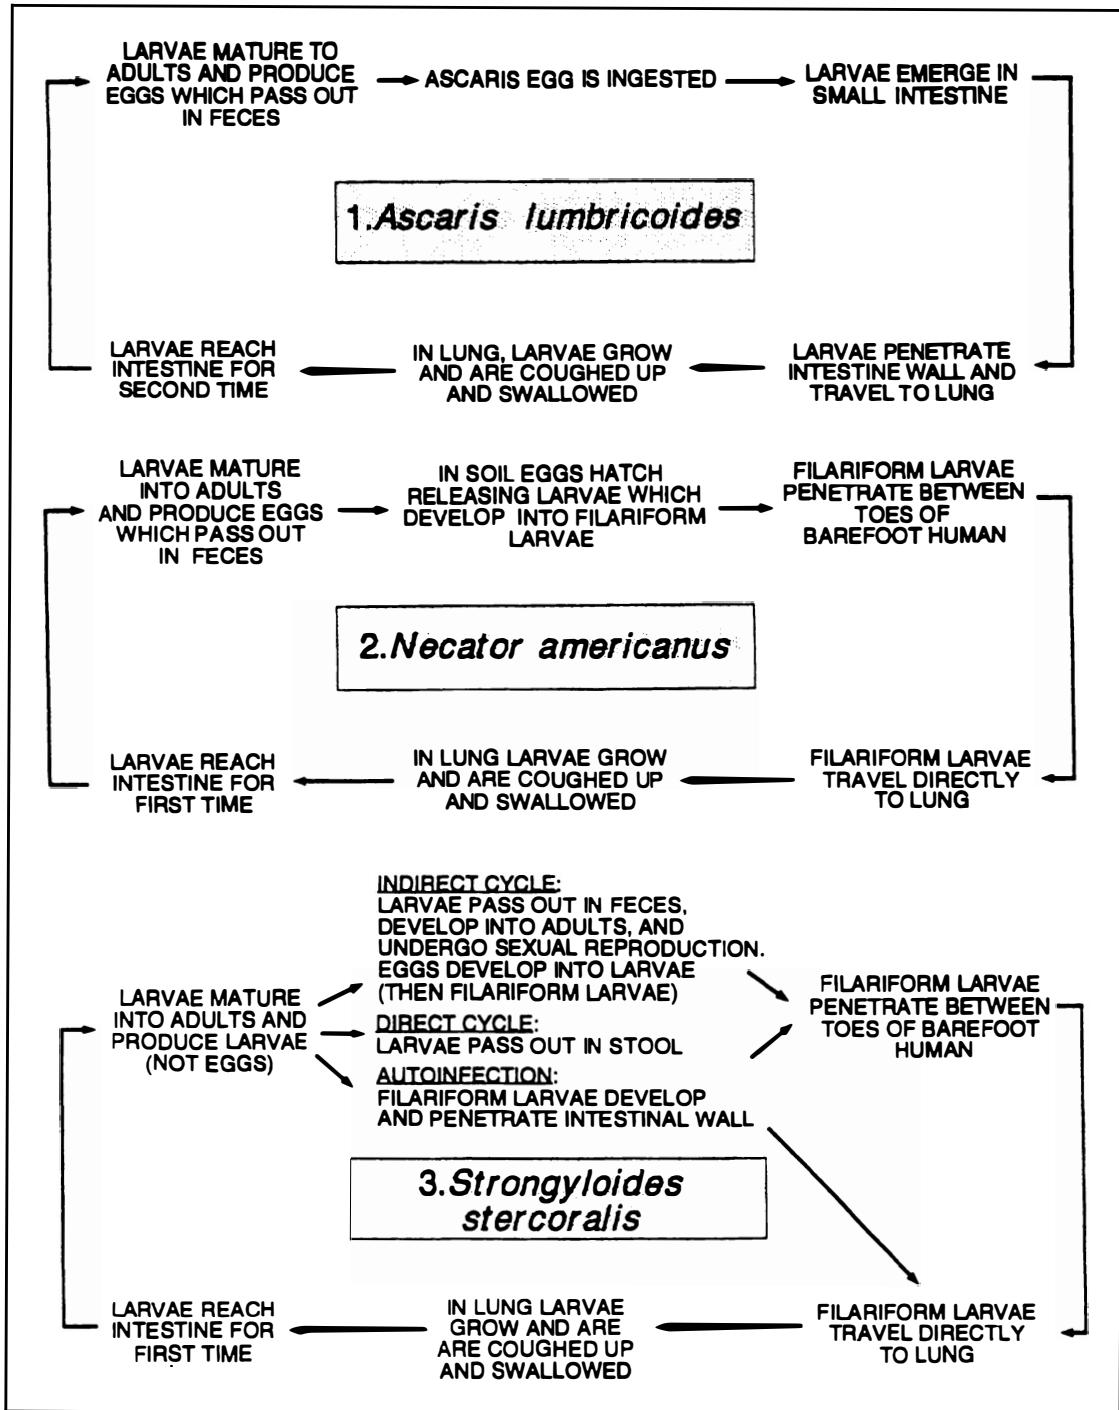 LARVAE MATURE TO
ADULTS AND PRODUCE
EGGS WHICH PASS OUT
IN FECES
ASCARIS EGG IS INGESTED
LARVAE EMERGE IN
SMALL INTESTINE
1.Ascaris lumbricoides
LARVAE REACH
INTESTINE FOR
SECOND TIME
IN LUNG, LARVAE GROW
AND ARE COUGHED UP
AND SWALLOWED
LARVAE PENETRATE
INTESTINE WALL AND
TRAVEL TO LUNG
LARVAE MATURE
INTO ADULTS
AND PRODUCE EGGS
WHICH PASS OUT
IN FECES
IN SOIL EGGS HATCH
RELEASING LARVAE WHICH
DEVELOP INTO FILARIFORM
LARVAE
FILARIFORM LARVAE
PENETRATE BETWEEN
TOES OF
BAREFOOT HUMAN
2.Necator americanus
LARVAE REACH
INTESTINE FOR
FIRST TIME
IN LUNG LARVAE GROW
AND ARE COUGHED UP
AND SWALLOWED
FILARIFORM LARVAE
TRAVEL DIRECTLY
TO LUNG
LARVAE MATURE
INTO ADULTS AND
PRODUCE LARVAE
(NOT EGGS)
INDIRECT CYCLE:
LARVAE PASS OUT IN FECES,
DEVELOP INTO ADULTS, AND
UNDERGO SEXUAL REPRODUCTION.
EGGS DEVELOP INTO LARVAE
(THEN FILARIFORM LARVAE)
DIRECT CYCLE:
LARVAE PASS OUT IN STOOL
AUTOINFECTION:
FILARIFORM LARVAE DEVELOP
AND PENETRATE INTESTINAL WALL
FILARIFORM LARVAE
PENETRATE BETWEEN
TOES OF BAREFOOT
HUMAN
3.Strongyloides
stercoralis
LARVAE REACH
INTESTINE FOR
FIRST TIME
IN LUNG LARVAE
GROW AND ARE
ARE COUGHED UP
AND SWALLOWED
FILARIFORM LARVAE
TRAVEL DIRECTLY
TO LUNG